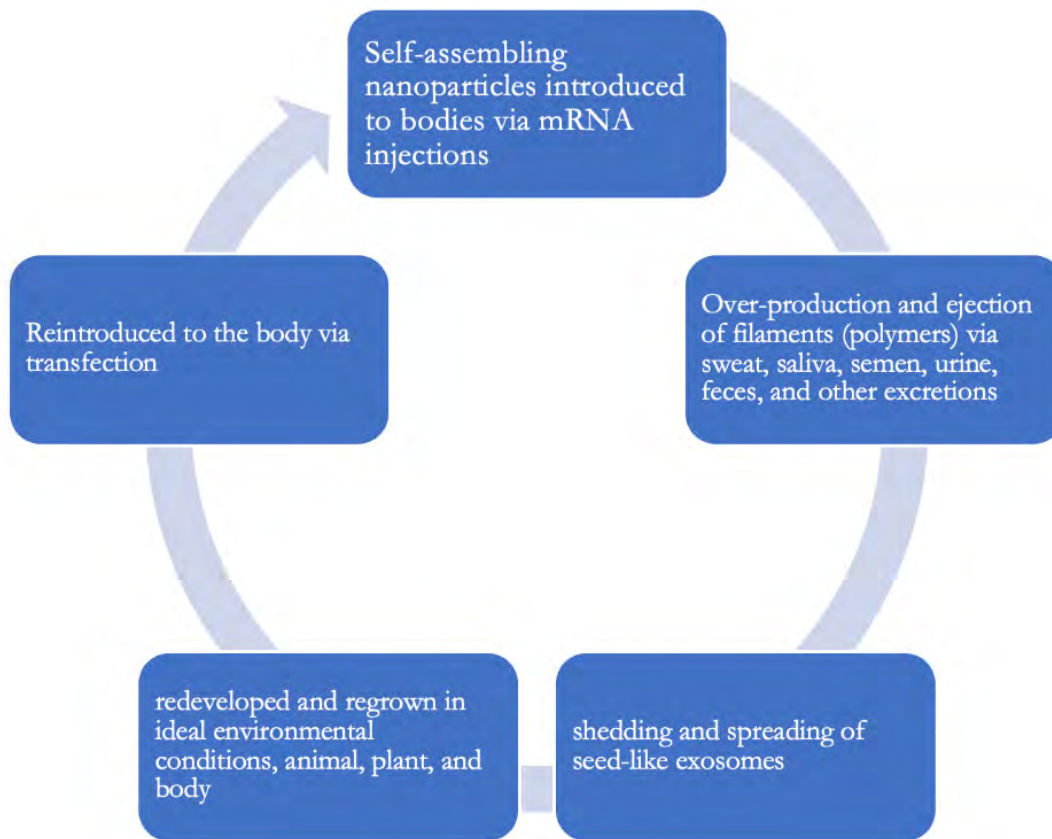 Self-assembling
nanoparticles introduced
to bodies via mRNA
injections
Over-production and ejection
of filaments (polymers) via
sweat, saliva, semen, urine,
feces, and other excretions
shedding and spreading of
seed-like exosomes
redeveloped and regrown in
ideal environmental
conditions, animal, plant, and
body
Reintroduced to the body via
transfection